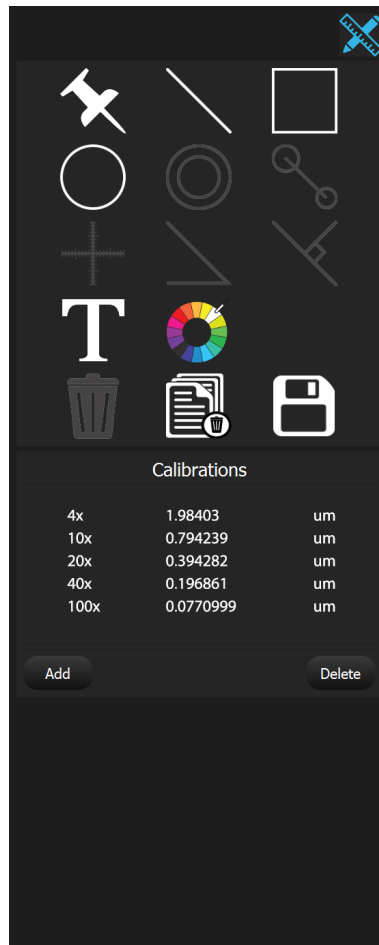 T
Calibrations
4x 1.98403 um
10x 0.794239 um
20x 0.394282 um
40x 0.196861 um
100x 0.0770999 um
Add Delete